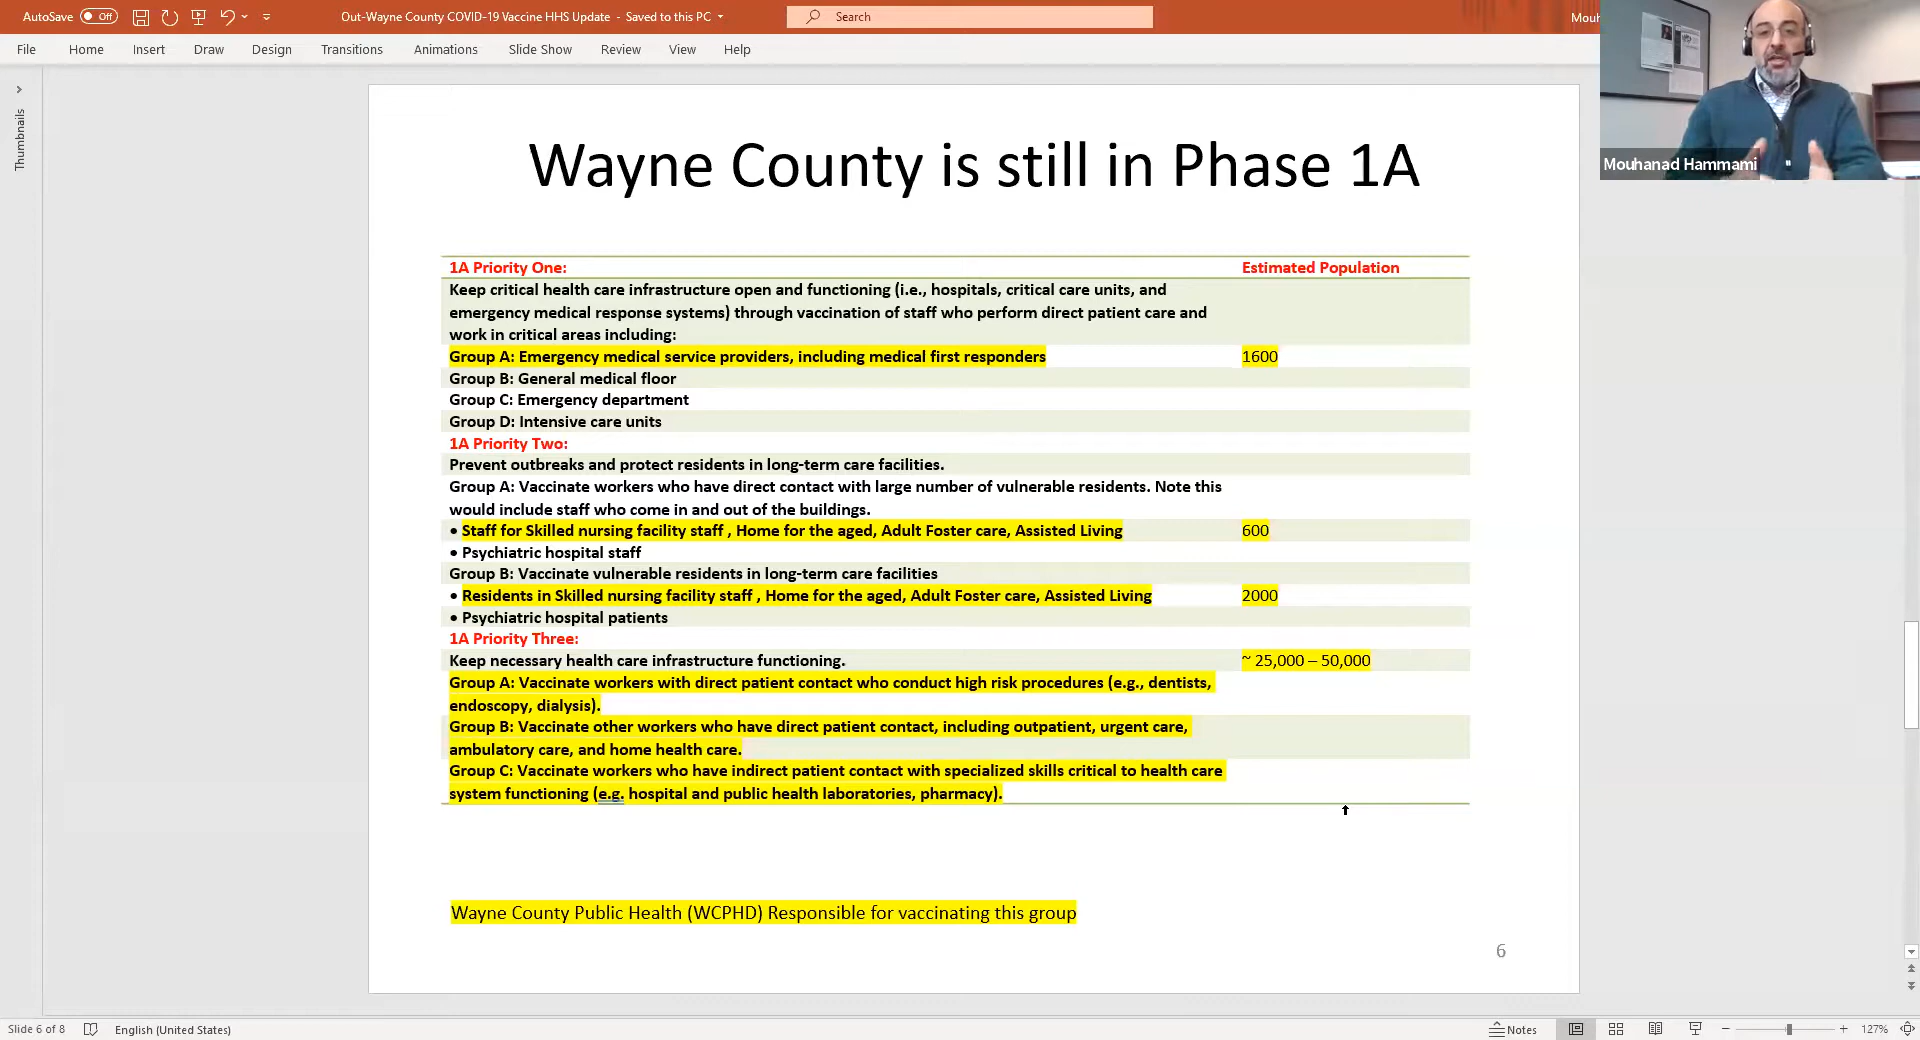 AutoSave Off
Out-Wayne County COVID-19 Vaccine HHS Update - Saved to this PC
Search
File Home Insert Draw Design Transitions Animations Slide Show Review View Help
Mouhanad Hammami
Thumbnails
Wayne County is still in Phase 1A
1A Priority One: Estimated Population
Keep critical health care infrastructure open and functioning (i.e., hospitals, critical care units, and
emergency medical response systems) through vaccination of staff who perform direct patient care and
work in critical areas including:
Group A: Emergency medical service providers, including medical first responders 1600
Group B: General medical floor
Group C: Emergency department
Group D: Intensive care units
1A Priority Two:
Prevent outbreaks and protect residents in long-term care facilities.
Group A: Vaccinate workers who have direct contact with large number of vulnerable residents. Note this
would include staff who come in and out of the buildings.
• Staff for Skilled nursing facility staff , Home for the aged, Adult Foster care, Assisted Living 600
• Psychiatric hospital staff
Group B: Vaccinate vulnerable residents in long-term care facilities
• Residents in Skilled nursing facility staff , Home for the aged, Adult Foster care, Assisted Living 2000
• Psychiatric hospital patients
1A Priority Three:
Keep necessary health care infrastructure functioning. ~ 25,000 – 50,000
Group A: Vaccinate workers with direct patient contact who conduct high risk procedures (e.g., dentists,
endoscopy, dialysis).
Group B: Vaccinate other workers who have direct patient contact, including outpatient, urgent care,
ambulatory care, and home health care.
Group C: Vaccinate workers who have indirect patient contact with specialized skills critical to health care
system functioning (e.g. hospital and public health laboratories, pharmacy).
Wayne County Public Health (WCPHD) Responsible for vaccinating this group
6
Slide 6 of 8 English (United States) Notes 127%